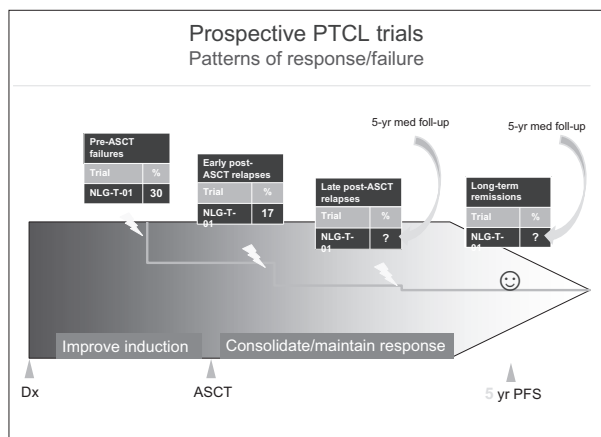 Prospective PTCL trials
Patterns of response/failure
5-yr med foll-up
5-yr med foll-up
Pre-ASCT
failures
Trial %
NLG-T-01 30
Early post-
ASCT relapses
Trial %
NLG-T-
01 17
Late post-ASCT
relapses
Trial %
NLG-T-
01 ?
Long-term
remissions
Trial %
NLG-T-
01 ?
Improve induction
Consolidate/maintain response
Dx
ASCT
5 yr PFS